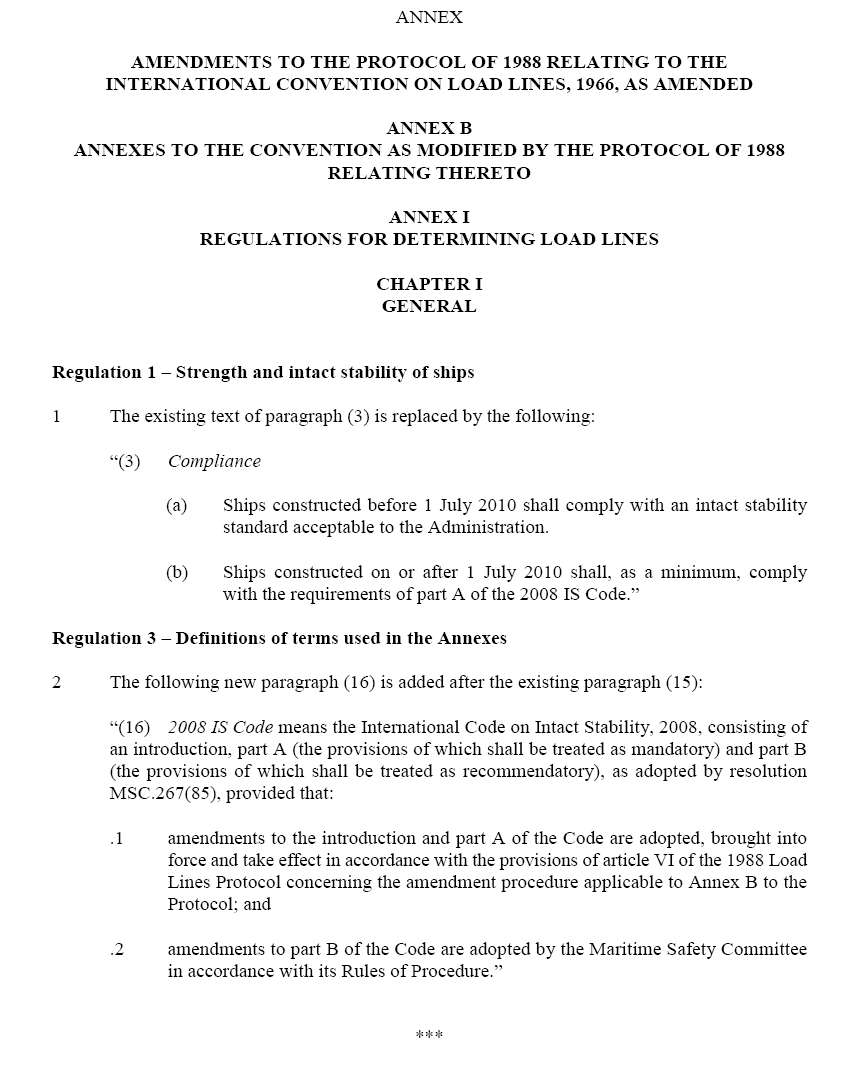 ANNEX
AMENDMENTS TO THE PROTOCOL OF 1988 RELATING TO THE
INTERNATIONAL CONVENTION ON LOAD LINES, 1966, AS AMENDED
ANNEX B
ANNEXES TO THE CONVENTION AS MODIFIED BY THE PROTOCOL OF 1988
RELATING THERETO
ANNEX I
REGULATIONS FOR DETERMINING LOAD LINES
CHAPTER I
GENERAL
Regulation 1 – Strength and intact stability of ships
1 The existing text of paragraph (3) is replaced by the following:
“(3) Compliance
(a) Ships constructed before 1 July 2010 shall comply with an intact stability
standard acceptable to the Administration.
(b) Ships constructed on or after 1 July 2010 shall, as a minimum, comply
with the requirements of part A of the 2008 IS Code.”
Regulation 3 – Definitions of terms used in the Annexes
2 The following new paragraph (16) is added after the existing paragraph (15):
“(16) 2008 IS Code means the International Code on Intact Stability, 2008, consisting of
an introduction, part A (the provisions of which shall be treated as mandatory) and part B
(the provisions of which shall be treated as recommendatory), as adopted by resolution
MSC.267(85), provided that:
.1 amendments to the introduction and part A of the Code are adopted, brought into
force and take effect in accordance with the provisions of article VI of the 1988 Load
Lines Protocol concerning the amendment procedure applicable to Annex B to the
Protocol; and
.2 amendments to part B of the Code are adopted by the Maritime Safety Committee
in accordance with its Rules of Procedure.”
***